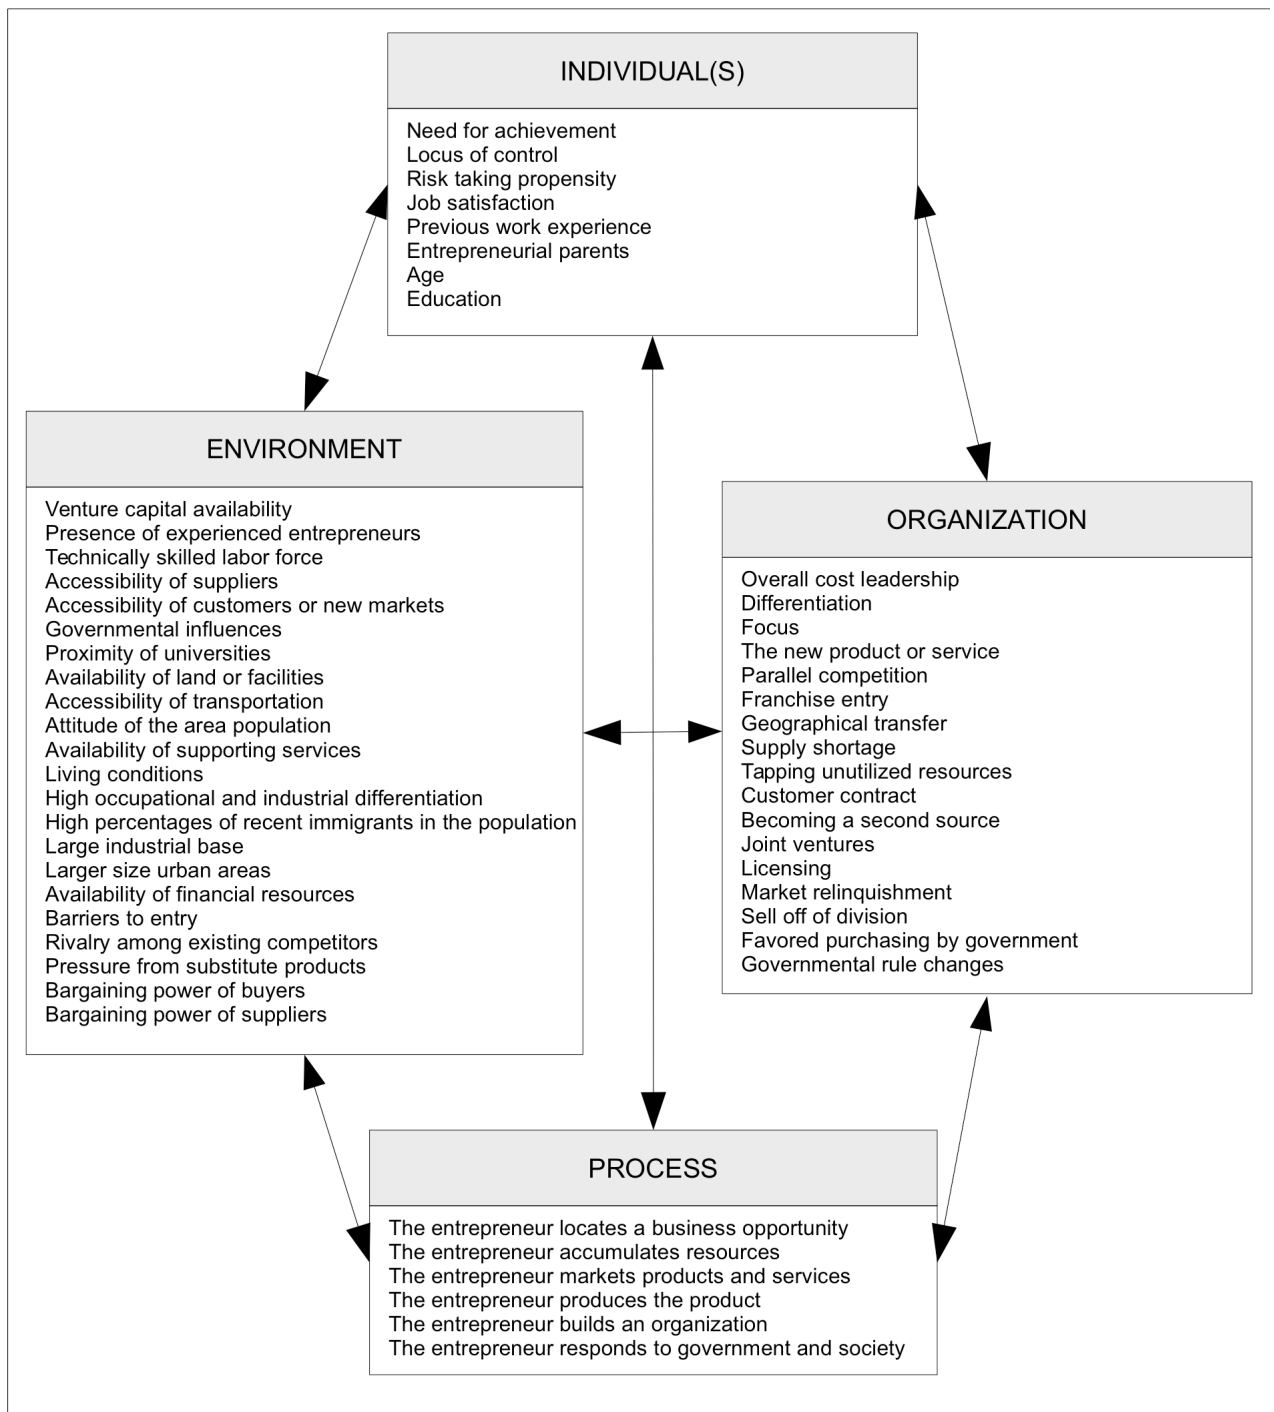 INDIVIDUAL(S)
Need for achievement
Locus of control
Risk taking propensity
Job satisfaction
Previous work experience
Entrepreneurial parents
Age
Education
ENVIRONMENT
Venture capital availability
Presence of experienced entrepreneurs
Technically skilled labor force
Accessibility of suppliers
Accessibility of customers or new markets
Governmental influences
Proximity of universities
Availability of land or facilities
Accessibility of transportation
Attitude of the area population
Availability of supporting services
Living conditions
High occupational and industrial differentiation
High percentages of recent immigrants in the population
Large industrial base
Larger size urban areas
Availability of financial resources
Barriers to entry
Rivalry among existing competitors
Pressure from substitute products
Bargaining power of buyers
Bargaining power of suppliers
ORGANIZATION
Overall cost leadership
Differentiation
Focus
The new product or service
Parallel competition
Franchise entry
Geographical transfer
Supply shortage
Tapping unutilized resources
Customer contract
Becoming a second source
Joint ventures
Licensing
Market relinquishment
Sell off of division
Favored purchasing by government
Governmental rule changes
PROCESS
The entrepreneur locates a business opportunity
The entrepreneur accumulates resources
The entrepreneur markets products and services
The entrepreneur produces the product
The entrepreneur builds an organization
The entrepreneur responds to government and society